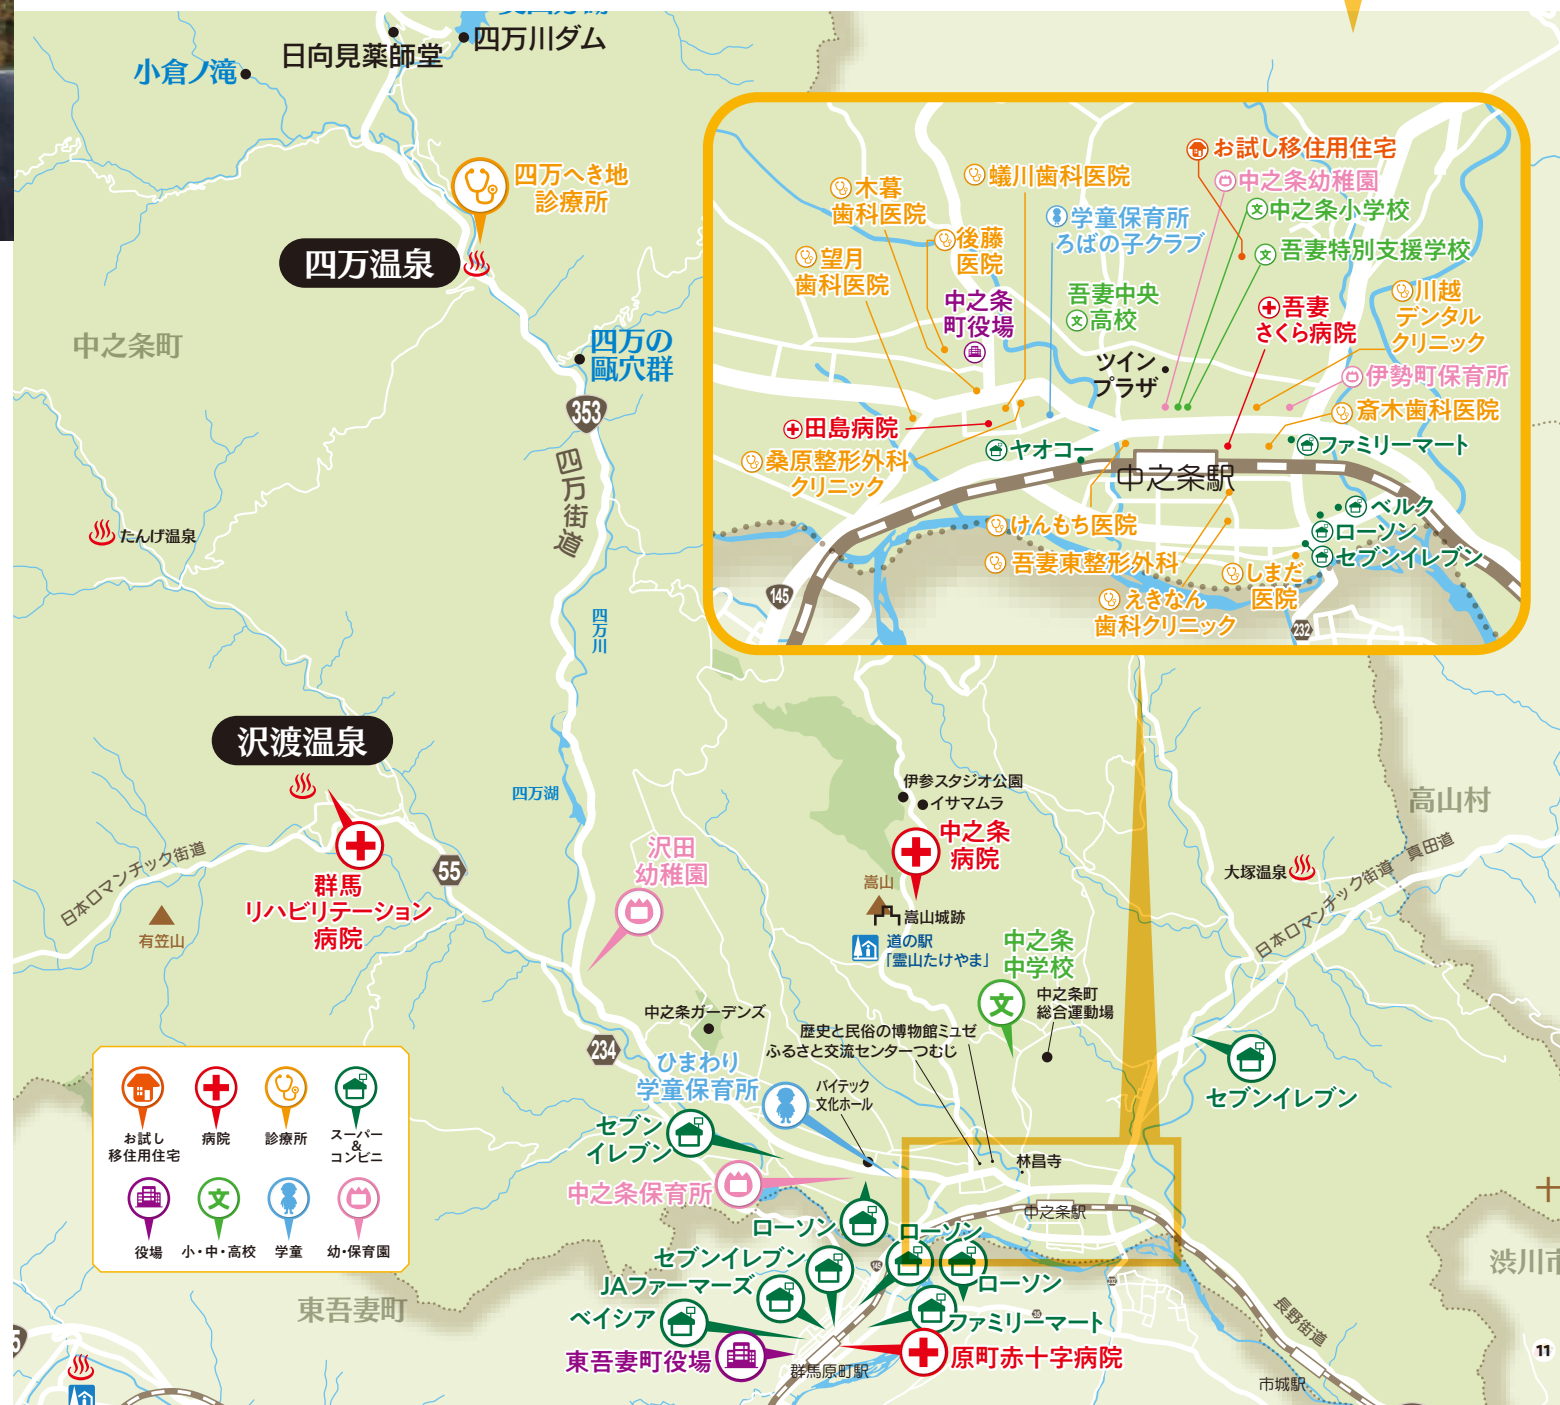 四万川ダム
日向見薬師堂
小倉ノ滝
四万へき地
診療所
四万温泉
中之条町
四万の
甌穴群
353
四万街道
たんげ温泉
四万川
お試し移住用住宅
中之条幼稚園
中之条小学校
吾妻特別支援学校
蟻川歯科医院
木暮
歯科医院
学童保育所
ろばの子クラブ
後藤
医院
望月
歯科医院
中之条
町役場
吾妻中央
高校
吾妻
さくら病院
川越
デンタル
クリニック
ツイン
プラザ
伊勢町保育所
斎木歯科医院
田島病院
ヤオコー
ファミリーマート
桑原整形外科
クリニック
中之条駅
ベルク
ローソン
セブンイレブン
けんもち医院
吾妻東整形外科
しまだ
医院
えきなん
歯科クリニック
145
232
沢渡温泉
四万湖
日本ロマンチック街道
55
有笠山
群馬
リハビリテーション
病院
沢田
幼稚園
伊参スタジオ公園
イサマムラ
中之条
病院
嵩山
嵩山城跡
道の駅
「霊山たけやま」
高山村
大塚温泉
日本ロマンチック街道 真田道
中之条
中学校
中之条町
総合運動場
中之条ガーデンズ
歴史と民俗の博物館ミュゼ
ふるさと交流センターつむじ
234
ひまわり
学童保育所
バイテック
文化ホール
セブンイレブン
セブン
イレブン
林昌寺
中之条保育所
中之条駅
ローソン
ローソン
セブンイレブン
ローソン
JAファーマーズ
ベイシア
ファミリーマート
東吾妻町役場
原町赤十字病院
群馬原町駅
長野街道
市城駅
渋川市
東吾妻町
お試し
移住用住宅
病院
診療所
スーパー
&
コンビニ
役場
小・中・高校
学童
幼・保育園
11